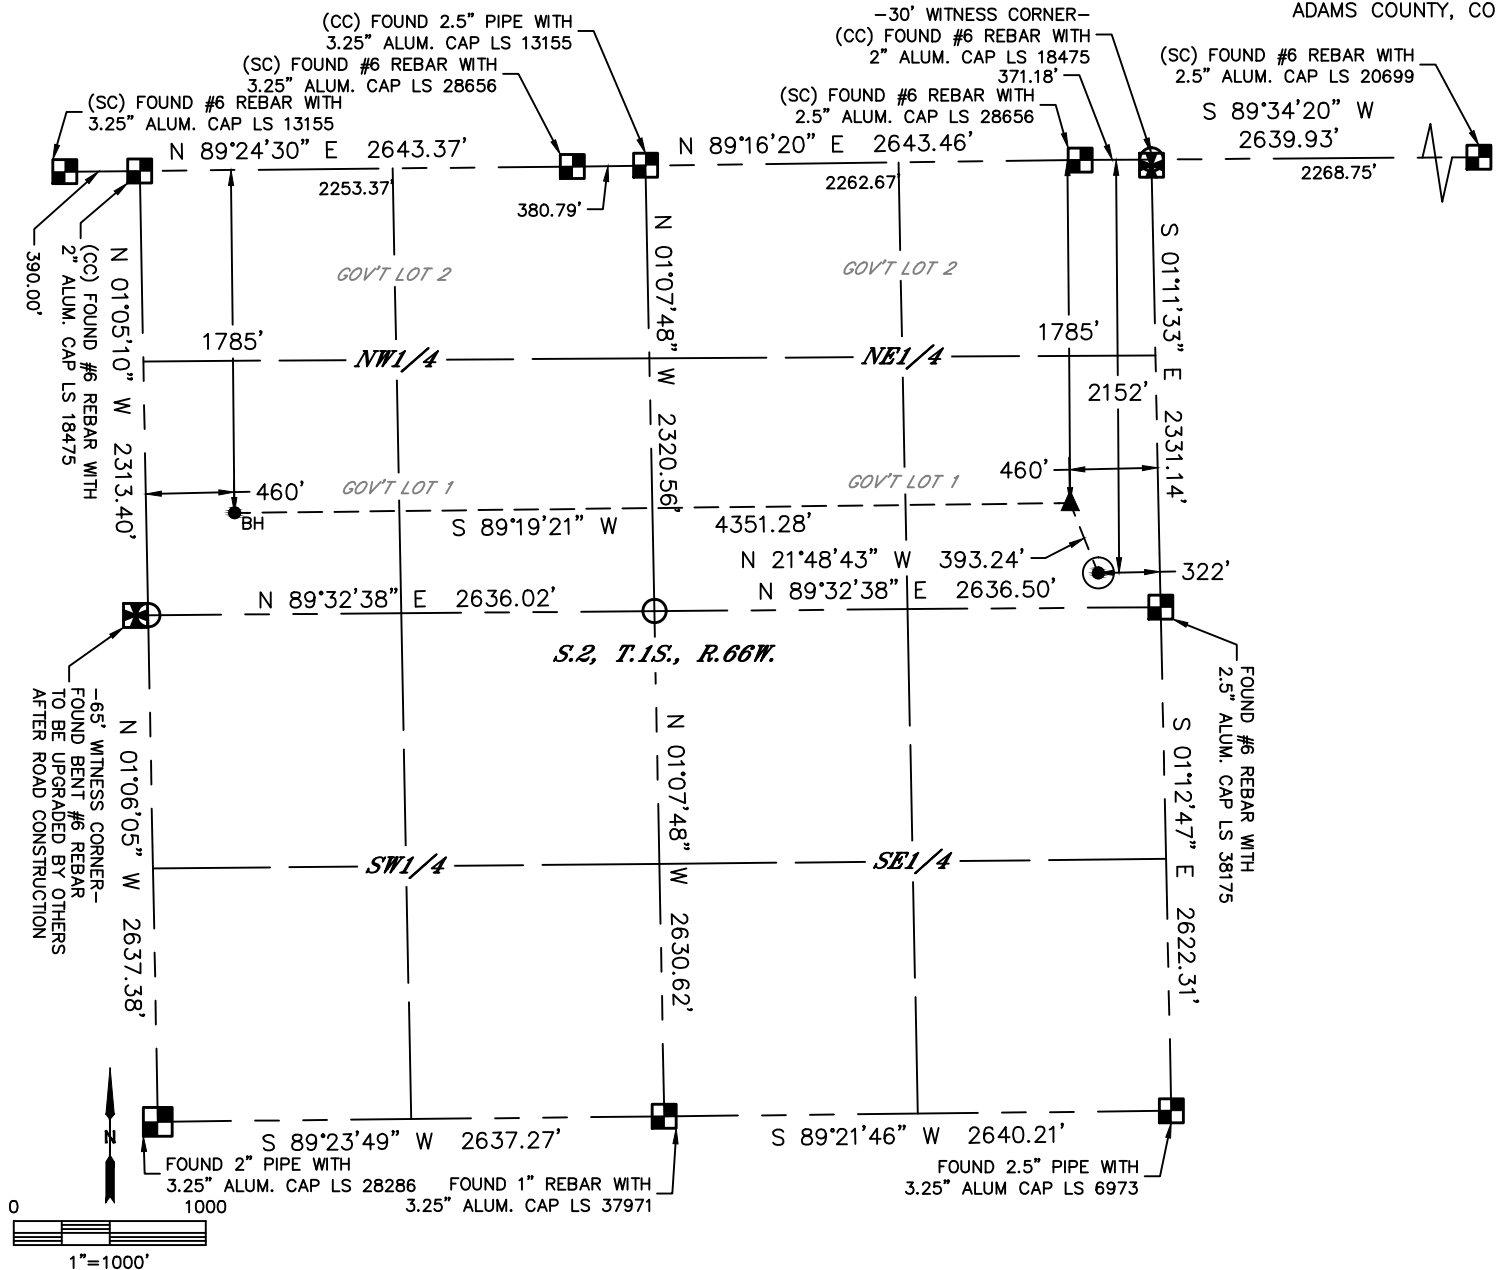 ADAMS COUNTY, CO
(CC) FOUND 2.5" PIPE WITH
3.25" ALUM. CAP LS 13155
-30' WITNESS CORNER-
(CC) FOUND #6 REBAR WITH
2" ALUM. CAP LS 18475
(SC) FOUND #6 REBAR WITH
3.25" ALUM. CAP LS 28656
371.18'
(SC) FOUND #6 REBAR WITH
2.5" ALUM. CAP LS 20699
(SC) FOUND #6 REBAR WITH
3.25" ALUM. CAP LS 13155
(SC) FOUND #6 REBAR WITH
2.5" ALUM. CAP LS 28656
S 89°34'20" W
2639.93'
N 89°24'30" E 2643.37'
N 89°16'20" E 2643.46'
2253.37'
2262.67'
2268.75'
380.79'
390.00'
(CC) FOUND #6 REBAR WITH
2" ALUM. CAP LS 18475
N 01°05'10" W 2313.40'
N 01°07'48" W 2320.56'
S 01°11'33" E 2331.14'
GOV'T LOT 2
GOV'T LOT 2
1785'
1785'
NW1/4
NE1/4
2152'
460'
460'
GOV'T LOT 1
GOV'T LOT 1
BH
S 89°19'21" W 4351.28'
N 21°48'43" W 393.24'
322'
N 89°32'38" E 2636.02'
N 89°32'38" E 2636.50'
S.2, T.1S., R.66W.
-65' WITNESS CORNER-
FOUND BENT #6 REBAR
TO BE UPGRADED BY OTHERS
AFTER ROAD CONSTRUCTION
FOUND #6 REBAR WITH
2.5" ALUM. CAP LS 38175
N 01°06'05" W 2637.38'
N 01°07'48" W 2630.62'
S 01°12'47" E 2622.31'
SW1/4
SE1/4
N
S 89°23'49" W 2637.27'
S 89°21'46" W 2640.21'
FOUND 2" PIPE WITH
3.25" ALUM. CAP LS 28286
FOUND 1" REBAR WITH
3.25" ALUM. CAP LS 37971
FOUND 2.5" PIPE WITH
3.25" ALUM CAP LS 6973
0 1000
1"=1000'